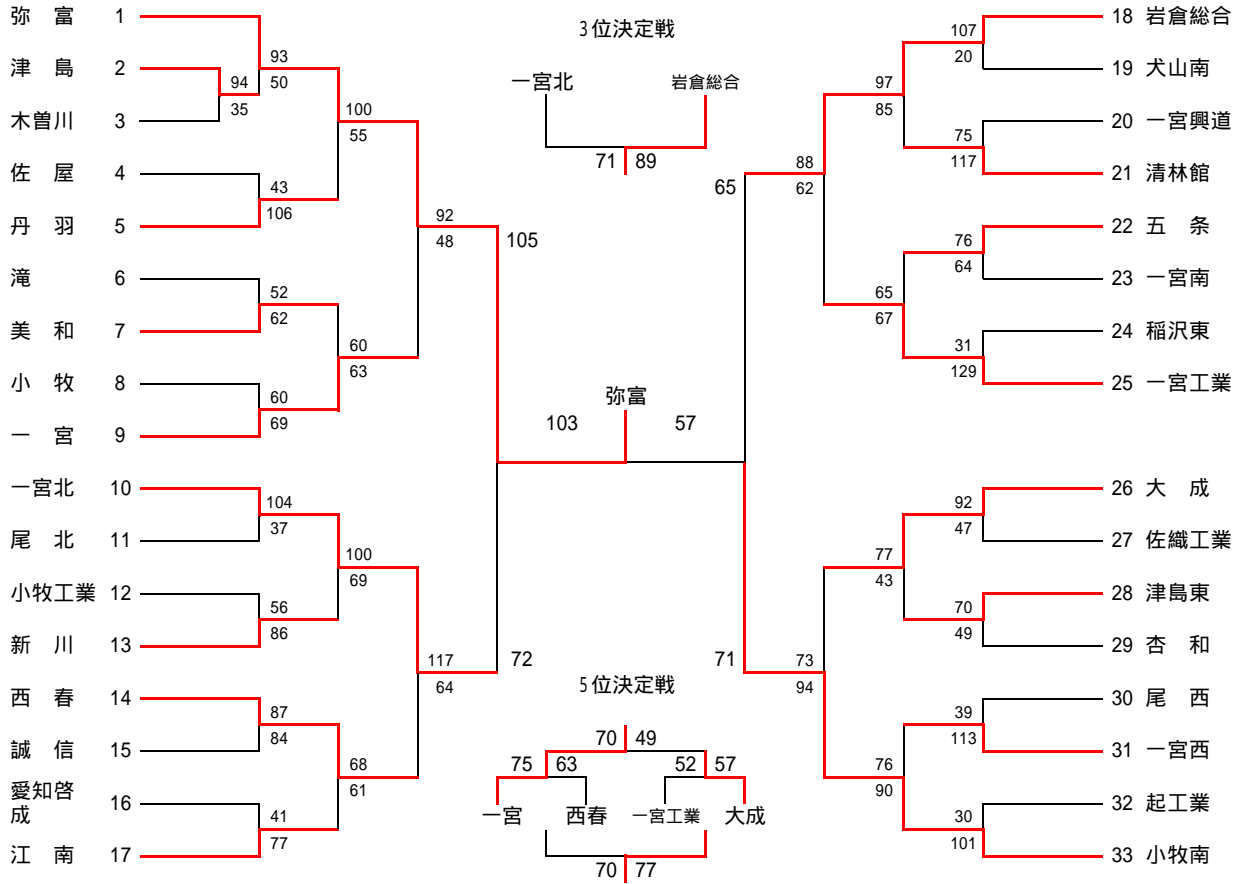 弥　富 1
津　島 2
木曽川 3
佐　屋 4
丹　羽 5
滝 6
美　和 7
小　牧 8
一　宮 9
一宮北 10
尾　北 11
小牧工業 12
新　川 13
西　春 14
誠　信 15
愛知啓
成 16
江　南 17
94
35
93
50
43
106
52
62
60
69
104
37
56
86
87
84
41
77
100
55
60
63
100
69
68
61
92
48
117
64
105
72
3位決定戦
一宮北 岩倉総合
71 89
弥富
103 57
5位決定戦
70 49
75 63 52 57
一宮 西春 一宮工業 大成
70 77
65
71
88
62
73
94
97
85
65
67
77
43
76
90
107
20
75
117
76
64
31
129
92
47
70
49
39
113
30
101
18 岩倉総合
19 犬山南
20 一宮興道
21 清林館
22 五　条
23 一宮南
24 稲沢東
25 一宮工業
26 大　成
27 佐織工業
28 津島東
29 杏　和
30 尾　西
31 一宮西
32 起工業
33 小牧南